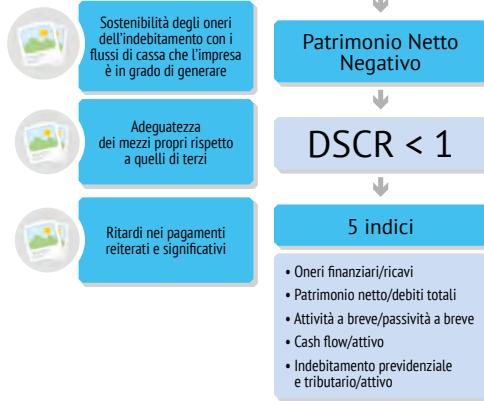 Sostenibilità degli oneri
dell'indebitamento con i
flussi di cassa che l'impresa
è in grado di generare
Adeguatezza
dei mezzi propri rispetto
a quelli di terzi
Ritardi nei pagamenti
reiterati e significativi
Patrimonio Netto
Negativo
DSCR < 1
5 indici
• Oneri finanziari/ricavi
• Patrimonio netto/debiti totali
• Attività a breve/passività a breve
• Cash flow/attivo
• Indebitamento previdenziale
e tributario/attivo